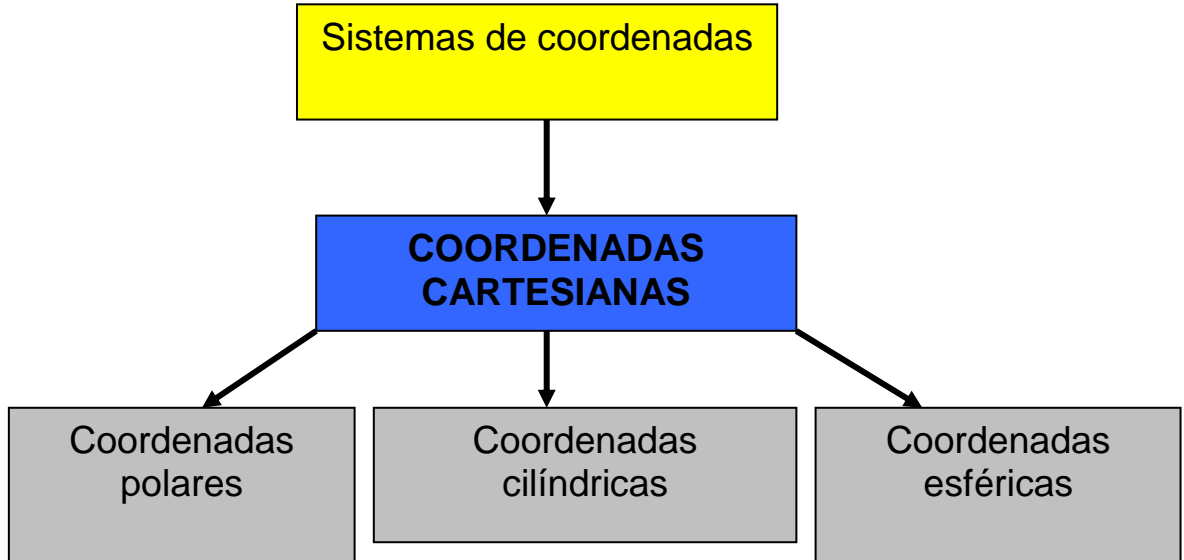 Sistemas de coordenadas
COORDENADAS
CARTESIANAS
Coordenadas
polares
Coordenadas
cilíndricas
Coordenadas
esféricas